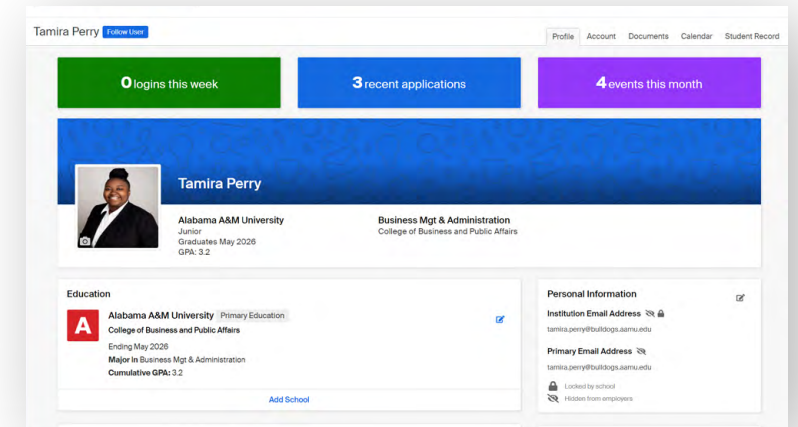 Tamira Perry Follow User
Profile Account Documents Calendar Student Record
0 logins this week
3 recent applications
4 events this month
Tamira Perry
Alabama A&M University
Junior
Graduates May 2026
GPA: 3.2
Business Mgt & Administration
College of Business and Public Affairs
Education
A
Alabama A&M University Primary Education
College of Business and Public Affairs
Ending May 2026
Major in Business Mgt & Administration
Cumulative GPA: 3.2
Add School
Personal Information
Institution Email Address
tamira.perry@bulldogs.aamu.edu
Primary Email Address
tamira.perry@bulldogs.aamu.edu
Locked by school
Hidden from employers